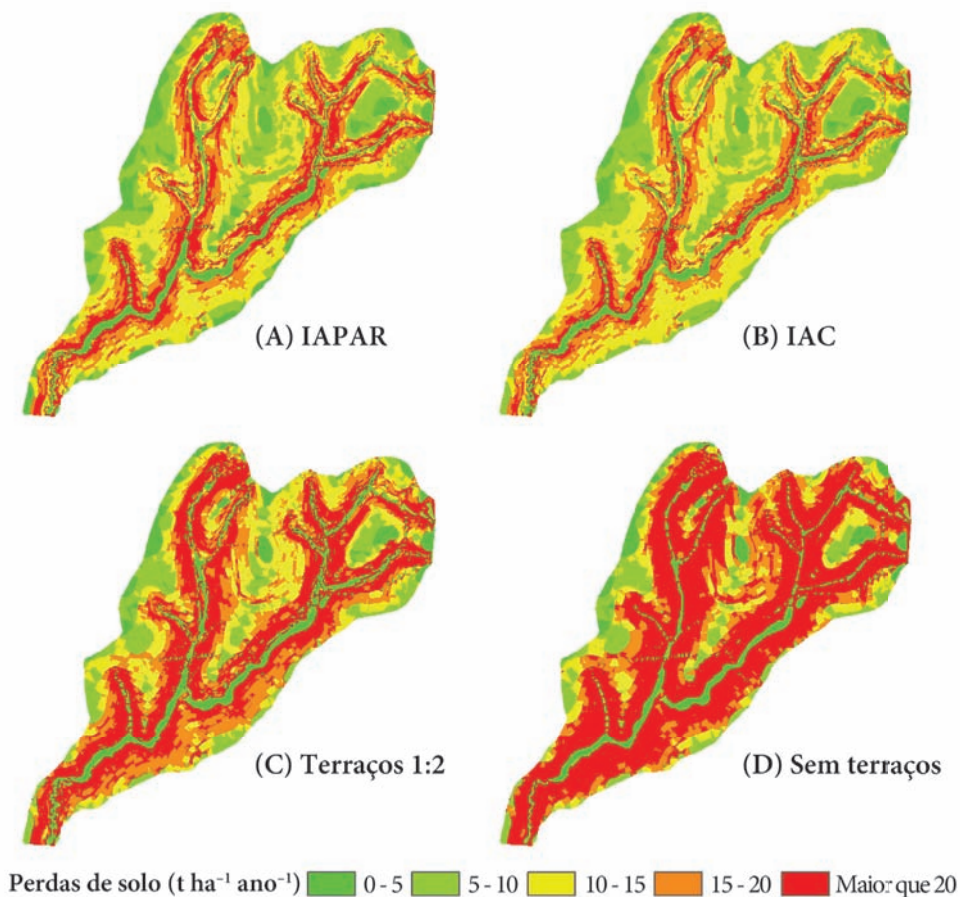 (A) IAPAR
(B) IAC
(C) Terraços 1:2
(D) Sem terraços
Perdas de solo (t ha⁻¹ ano⁻¹) 0 - 5 5 - 10 10 - 15 15 - 20 Maior que 20